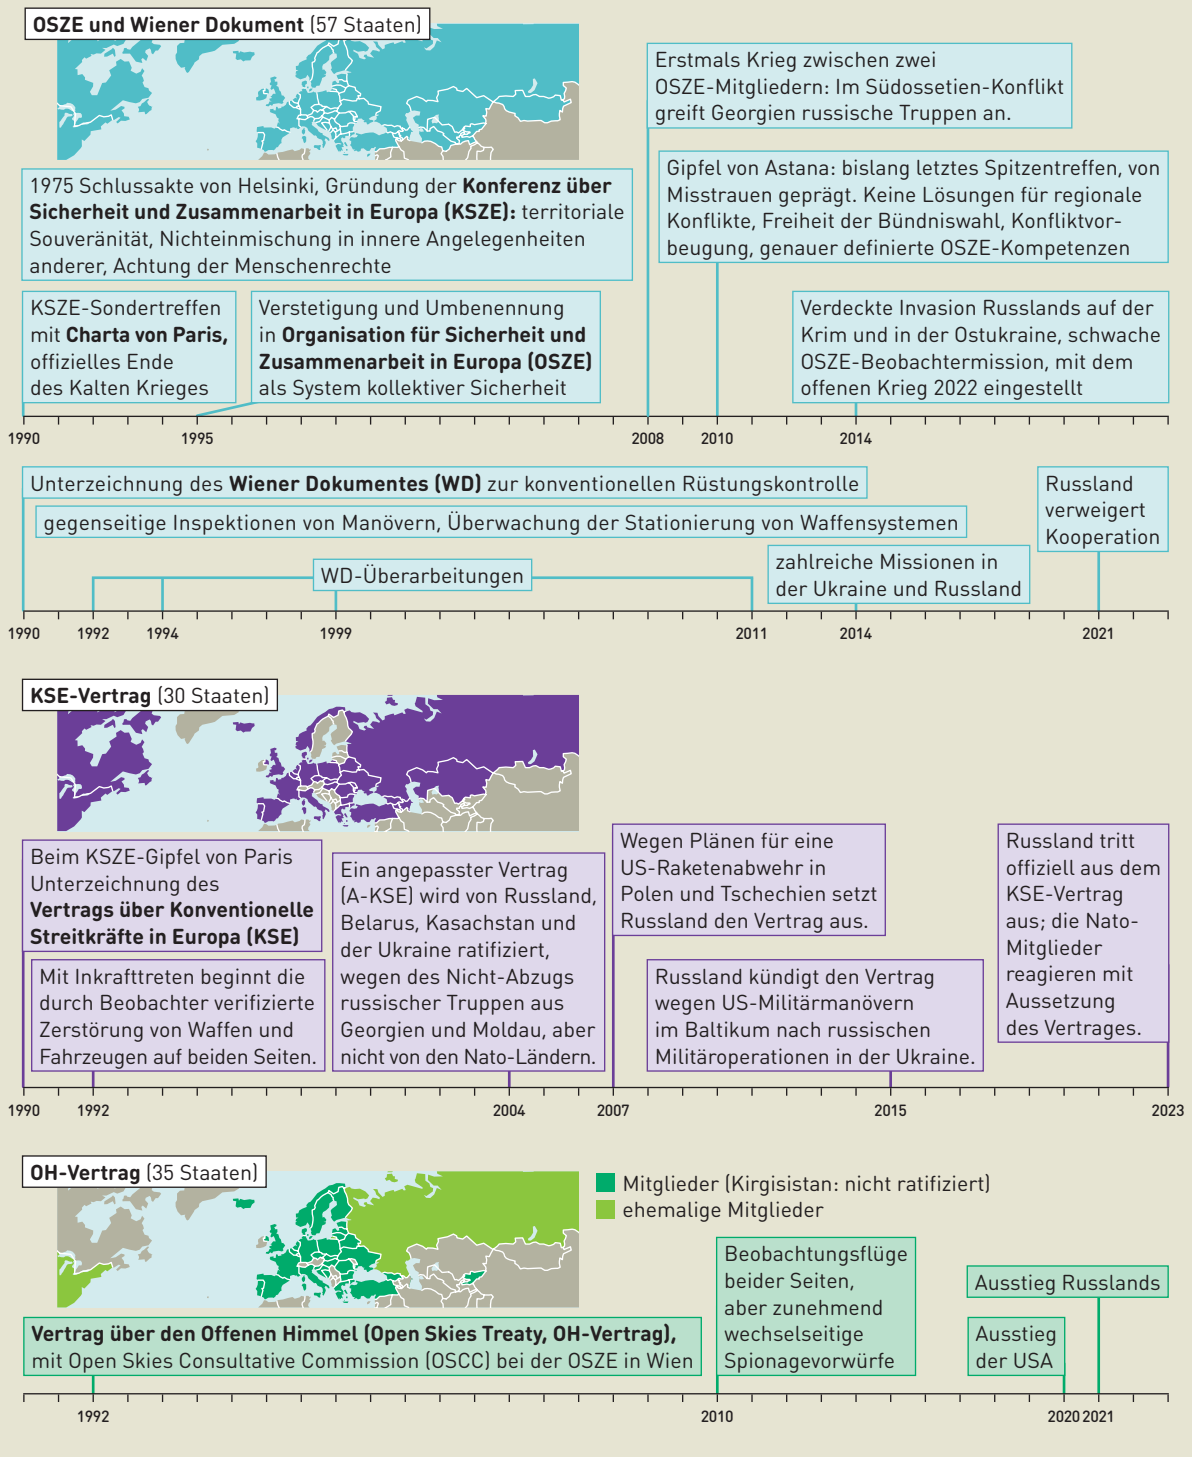 OSZE und Wiener Dokument (57 Staaten)
Erstmals Krieg zwischen zwei
OSZE-Mitgliedern: Im Südossetien-Konflikt
greift Georgien russische Truppen an.
Gipfel von Astana: bislang letztes Spitzentreffen, von
Misstrauen geprägt. Keine Lösungen für regionale
Konflikte, Freiheit der Bündniswahl, Konfliktvor-
beugung, genauer definierte OSZE-Kompetenzen
1975 Schlussakte von Helsinki, Gründung der Konferenz über
Sicherheit und Zusammenarbeit in Europa (KSZE): territoriale
Souveränität, Nichteinmischung in innere Angelegenheiten
anderer, Achtung der Menschenrechte
KSZE-Sondertreffen
mit Charta von Paris,
offizielles Ende
des Kalten Krieges
Verstetigung und Umbenennung
in Organisation für Sicherheit und
Zusammenarbeit in Europa (OSZE)
als System kollektiver Sicherheit
Verdeckte Invasion Russlands auf der
Krim und in der Ostukraine, schwache
OSZE-Beobachtermission, mit dem
offenen Krieg 2022 eingestellt
1990 1995 2008 2010 2014
Unterzeichnung des Wiener Dokumentes (WD) zur konventionellen Rüstungskontrolle
gegenseitige Inspektionen von Manövern, Überwachung der Stationierung von Waffensystemen
Russland
verweigert
Kooperation
WD-Überarbeitungen
zahlreiche Missionen in
der Ukraine und Russland
1990 1992 1994 1999 2011 2014 2021
KSE-Vertrag (30 Staaten)
Beim KSZE-Gipfel von Paris
Unterzeichnung des
Vertrags über Konventionelle
Streitkräfte in Europa (KSE)
Mit Inkrafttreten beginnt die
durch Beobachter verifizierte
Zerstörung von Waffen und
Fahrzeugen auf beiden Seiten.
Ein angepasster Vertrag
(A-KSE) wird von Russland,
Belarus, Kasachstan und
der Ukraine ratifiziert,
wegen des Nicht-Abzugs
russischer Truppen aus
Georgien und Moldau, aber
nicht von den Nato-Ländern.
Wegen Plänen für eine
US-Raketenabwehr in
Polen und Tschechien setzt
Russland den Vertrag aus.
Russland kündigt den Vertrag
wegen US-Militärmanövern
im Baltikum nach russischen
Militäroperationen in der Ukraine.
Russland tritt
offiziell aus dem
KSE-Vertrag
aus; die Nato-
Mitglieder
reagieren mit
Aussetzung
des Vertrages.
1990 1992 2004 2007 2015 2023
OH-Vertrag (35 Staaten)
Mitglieder (Kirgisistan: nicht ratifiziert)
ehemalige Mitglieder
Vertrag über den Offenen Himmel (Open Skies Treaty, OH-Vertrag),
mit Open Skies Consultative Commission (OSCC) bei der OSZE in Wien
Beobachtungsflüge
beider Seiten,
aber zunehmend
wechselseitige
Spionagevorwürfe
Ausstieg Russlands
Ausstieg
der USA
1992 2010 2020 2021